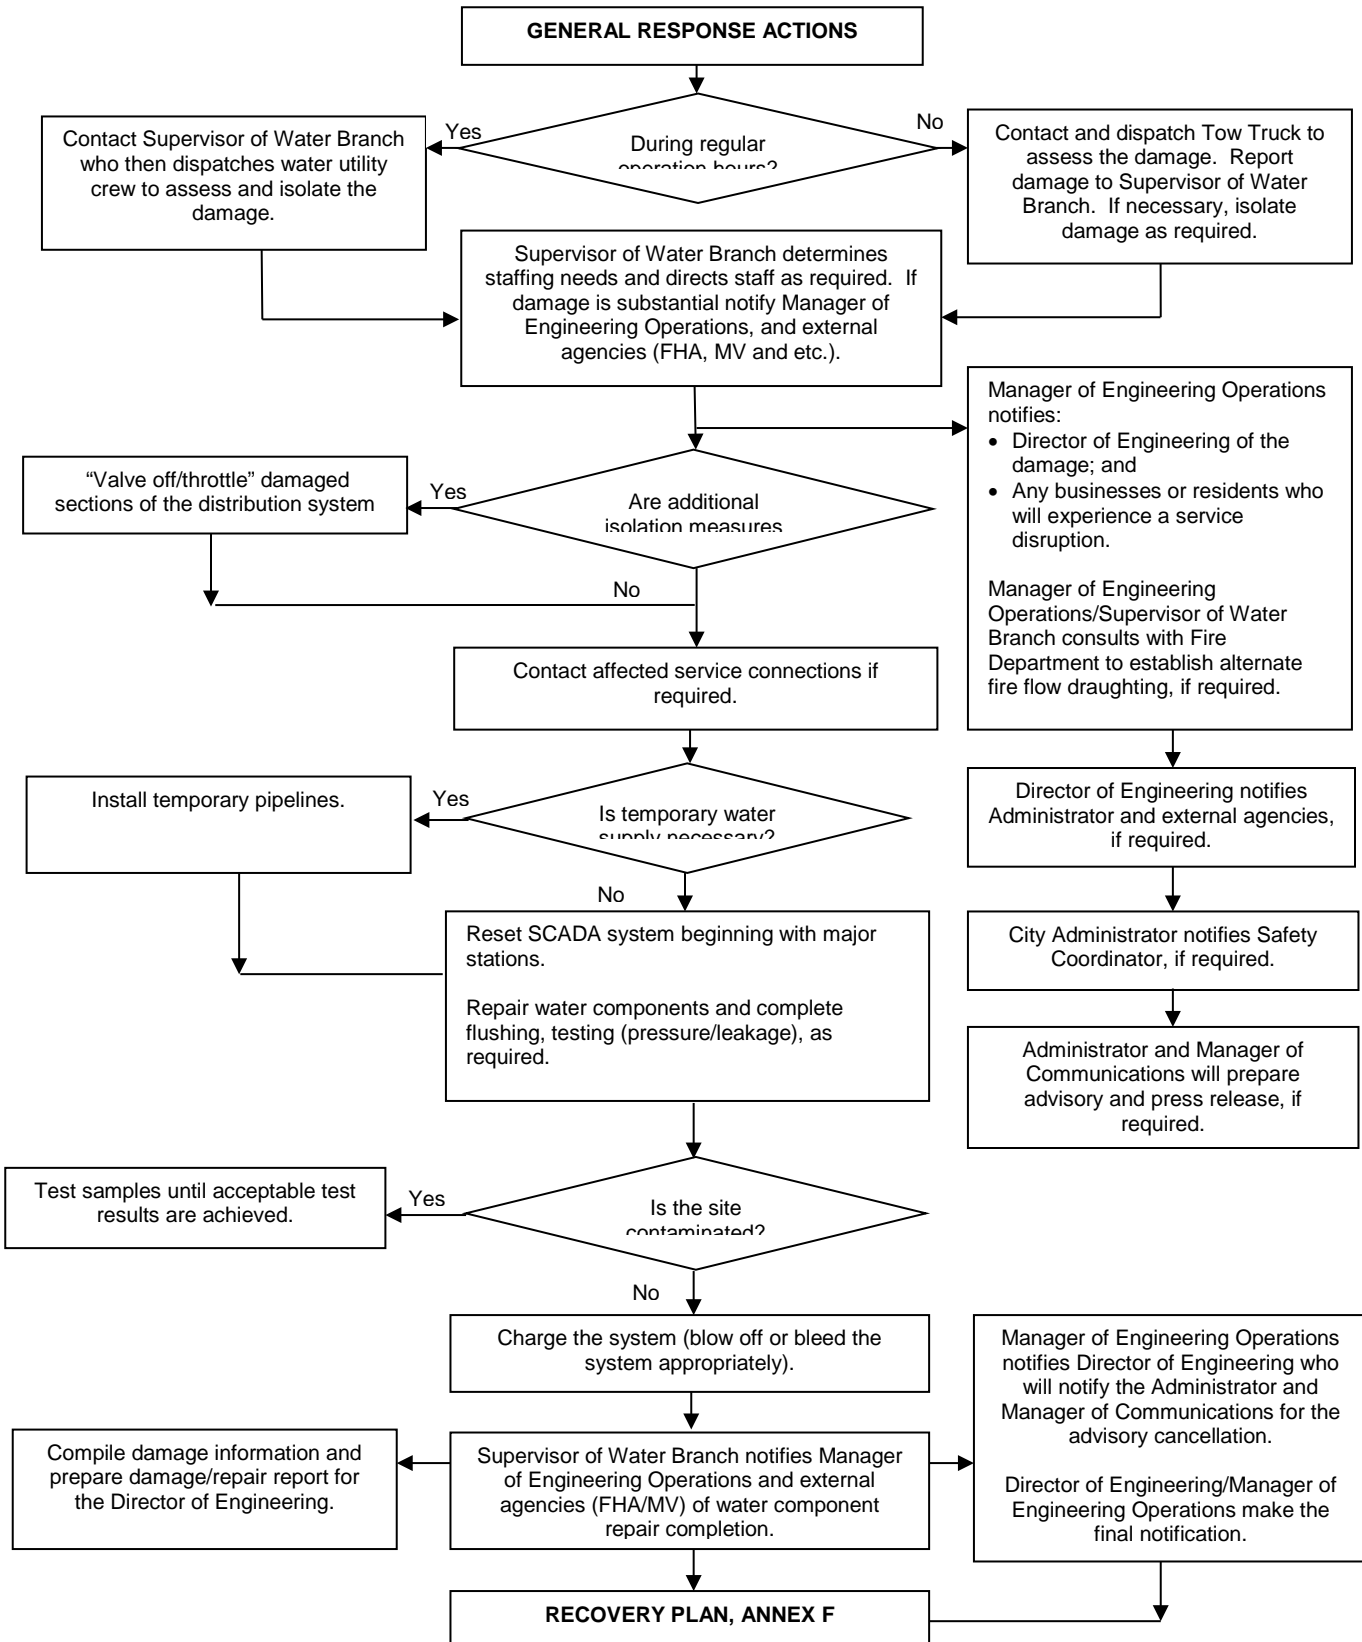 GENERAL RESPONSE ACTIONS
Yes
No
During regular
operation hours?
Contact Supervisor of Water Branch
who then dispatches water utility
crew to assess and isolate the
damage.
Contact and dispatch Tow Truck to
assess the damage.  Report
damage to Supervisor of Water
Branch.  If necessary, isolate
damage as required.
Supervisor of Water Branch determines
staffing needs and directs staff as required.  If
damage is substantial notify Manager of
Engineering Operations, and external
agencies (FHA, MV and etc.).
Manager of Engineering Operations
notifies:
• Director of Engineering of the
damage; and
• Any businesses or residents who
will experience a service
disruption.
Manager of Engineering
Operations/Supervisor of Water
Branch consults with Fire
Department to establish alternate
fire flow draughting, if required.
“Valve off/throttle” damaged
sections of the distribution system
Yes
Are additional
isolation measures
No
Contact affected service connections if
required.
Install temporary pipelines.
Yes
Is temporary water
supply necessary?
No
Director of Engineering notifies
Administrator and external agencies,
if required.
Reset SCADA system beginning with major
stations.
Repair water components and complete
flushing, testing (pressure/leakage), as
required.
City Administrator notifies Safety
Coordinator, if required.
Administrator and Manager of
Communications will prepare
advisory and press release, if
required.
Test samples until acceptable test
results are achieved.
Yes
Is the site
contaminated?
No
Charge the system (blow off or bleed the
system appropriately).
Manager of Engineering Operations
notifies Director of Engineering who
will notify the Administrator and
Manager of Communications for the
advisory cancellation.
Director of Engineering/Manager of
Engineering Operations make the
final notification.
Compile damage information and
prepare damage/repair report for
the Director of Engineering.
Supervisor of Water Branch notifies Manager
of Engineering Operations and external
agencies (FHA/MV) of water component
repair completion.
RECOVERY PLAN, ANNEX F